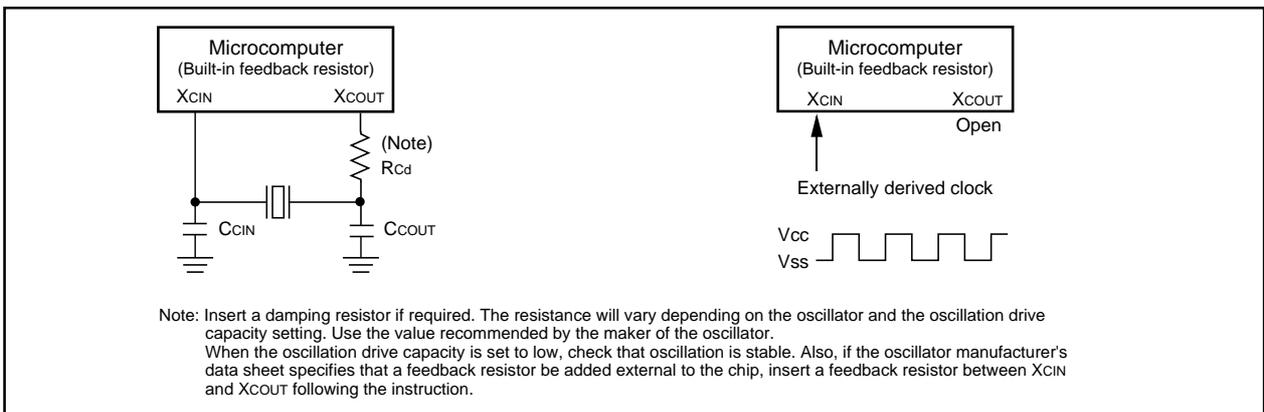 Microcomputer
(Built-in feedback resistor)
XCIN XCOUT
(Note)
RCd
CCIN CCOUT
Microcomputer
(Built-in feedback resistor)
XCIN XCOUT
Open
Externally derived clock
Vcc
Vss
Note: Insert a damping resistor if required. The resistance will vary depending on the oscillator and the oscillation drive
capacity setting. Use the value recommended by the maker of the oscillator.
When the oscillation drive capacity is set to low, check that oscillation is stable. Also, if the oscillator manufacturer's
data sheet specifies that a feedback resistor be added external to the chip, insert a feedback resistor between XCIN
and XCOUT following the instruction.